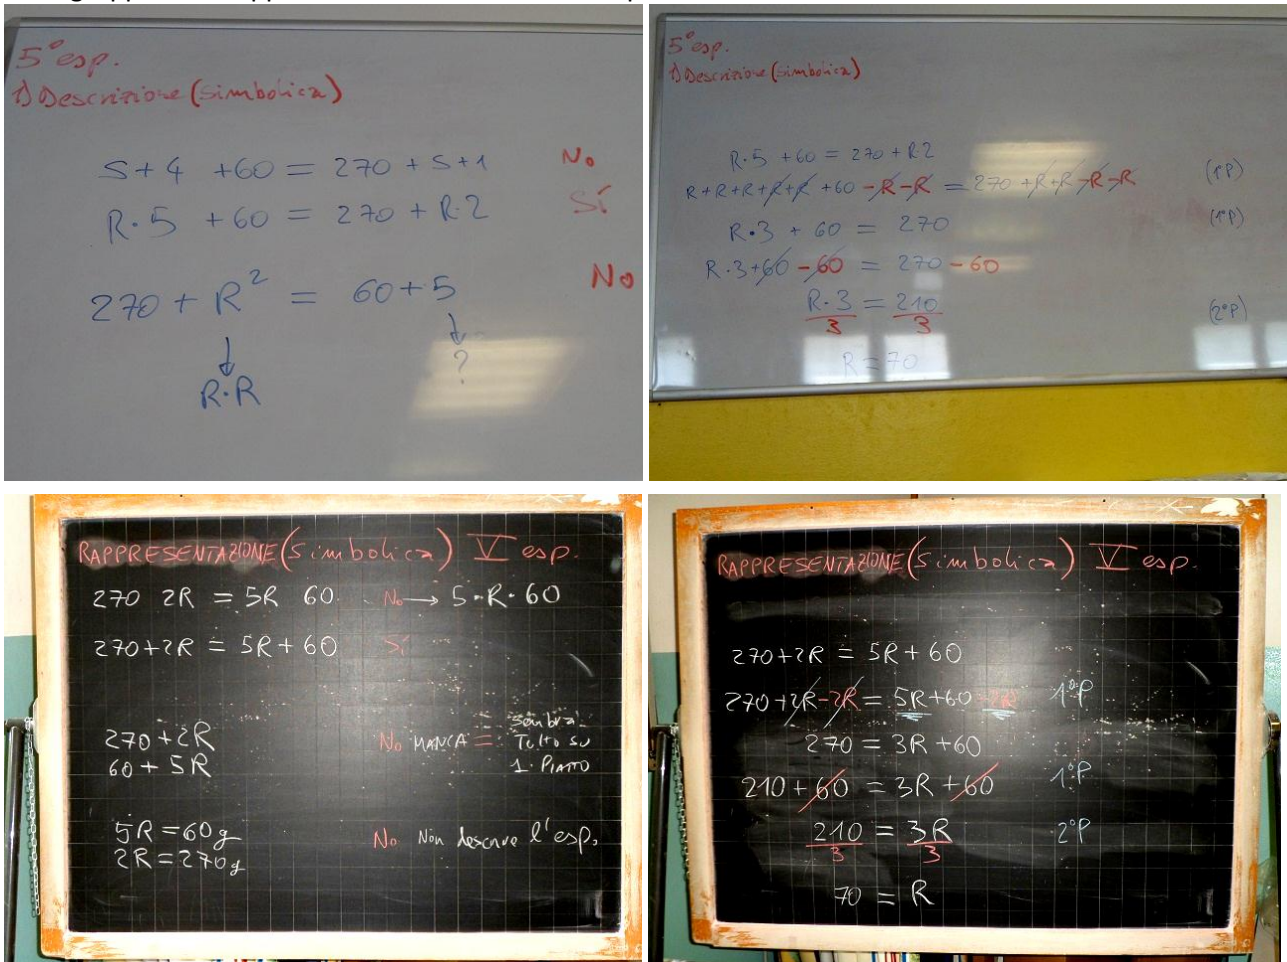 5° esp.
1) Descrizione (simbolica)
S+4 +60 = 270 + S+1 No
R·5 +60 = 270 + R·2 Sí
270 + R² = 60+5 No
?
R·R
5° esp.
1) Descrizione (simbolica)
R·5 +60 = 270 + R·2
R+R+R+R+R +60 -R-R = 270 +R+R -R-R (1°P)
R·3 + 60 = 270 (1°P)
R·3+60 -60 = 270 -60
R·3 = 210 (2°P)
3 3
R = 70
RAPPRESENTAZIONE (Simbolica) V esp.
270 2R = 5R 60 No → 5·R·60
270+2R = 5R+60 Sí
270+2R No MANCA = sembra
60+5R Tutto su
1 PIATTO
5R=60g No Non descrive l'esp.
2R=270g
RAPPRESENTAZIONE (Simbolica) V esp.
270+2R = 5R+60
270+2R-2R = 5R+60 -2R 1°P
270 = 3R+60
210+60 = 3R+60 1°P
210 = 3R 2°P
3 3
70 = R